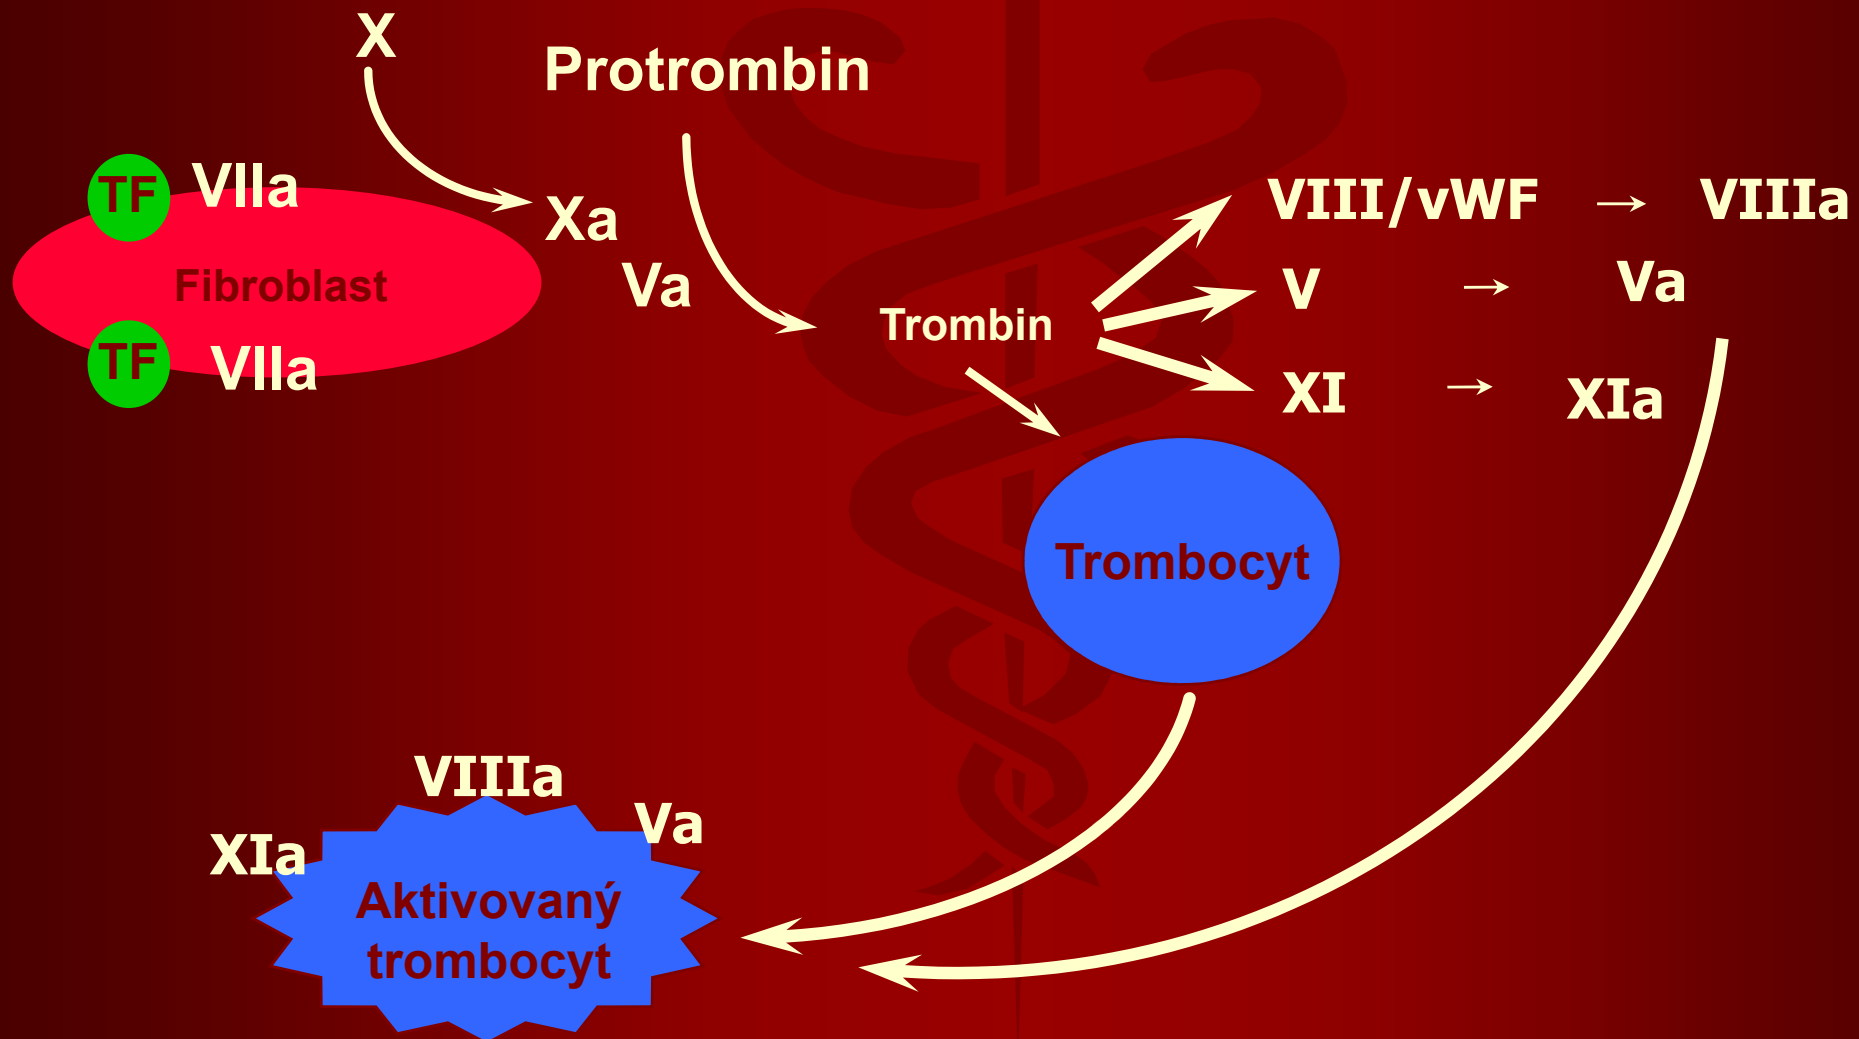 X
Protrombin
TF VIIa
Xa
VIII/vWF → VIIIa
Fibroblast
Va
V → Va
Trombin
TF VIIa
XI → XIa
Trombocyt
VIIIa
Va
XIa
Aktivovaný
trombocyt